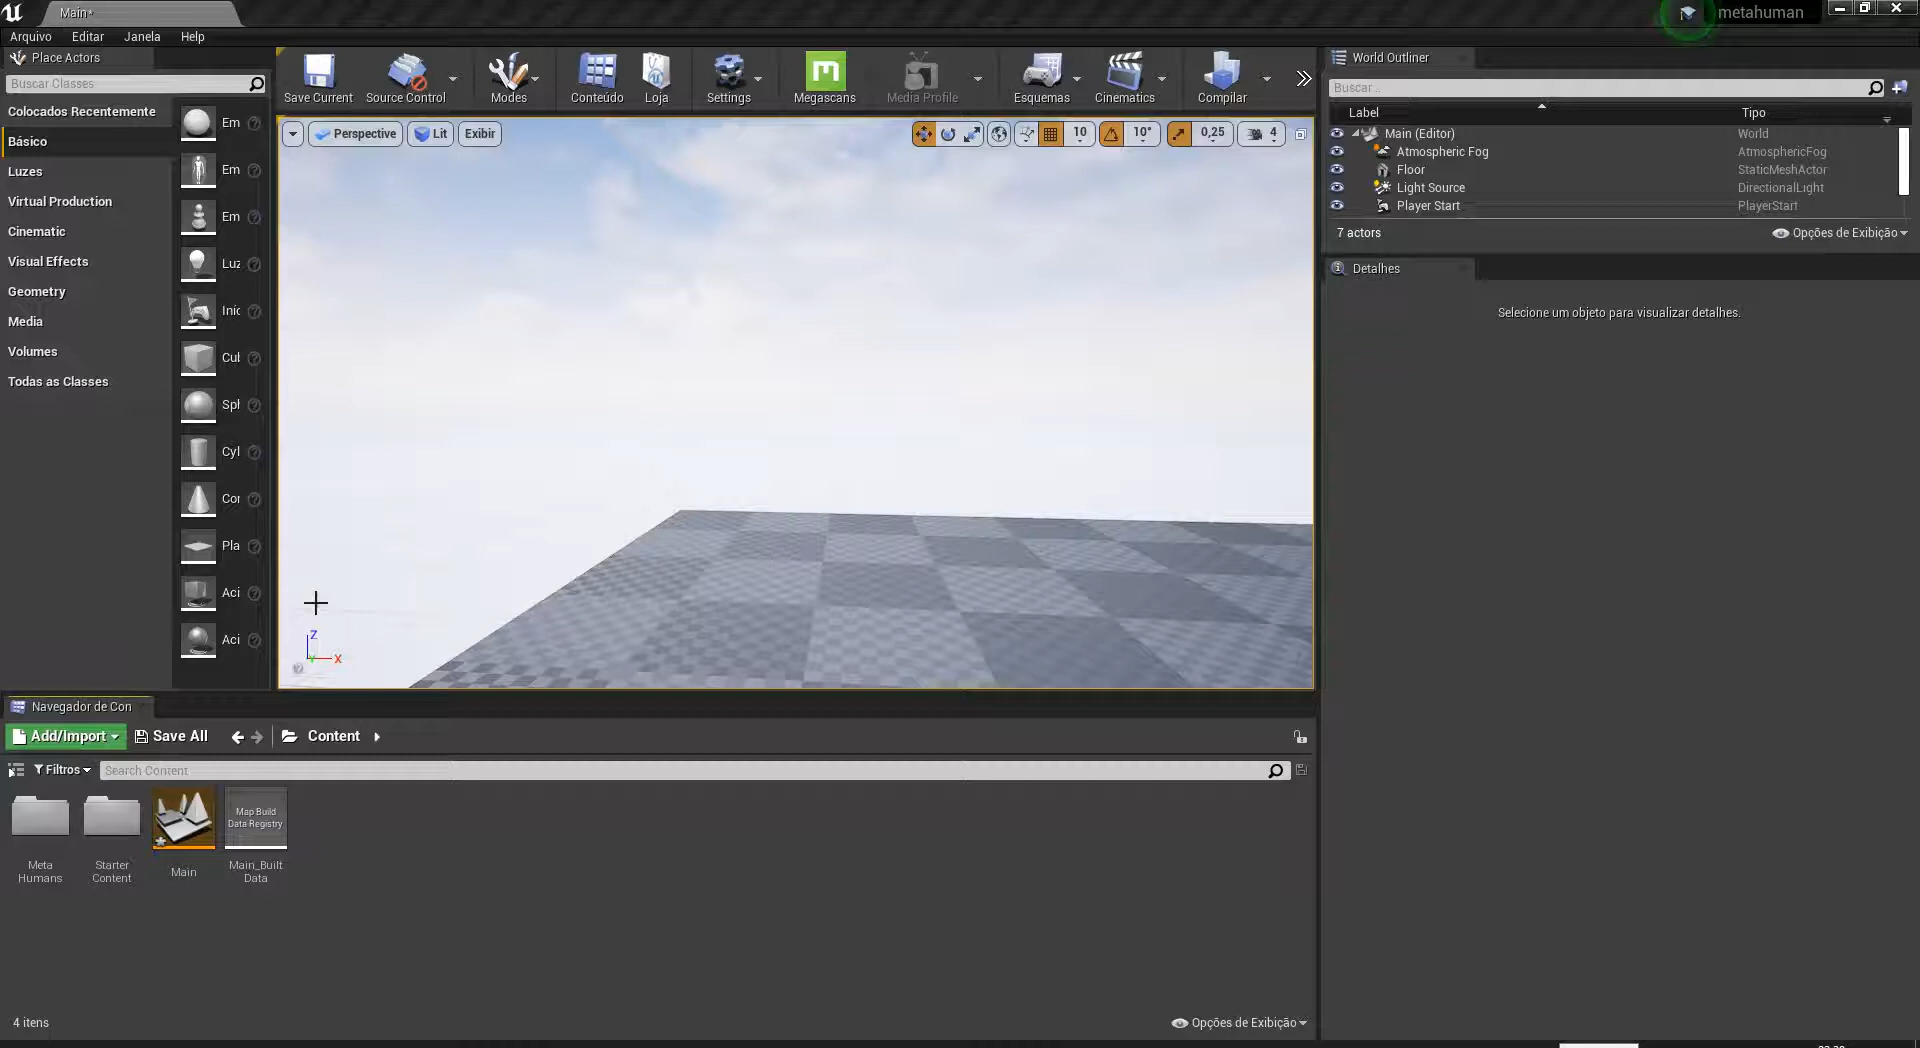 Main*
metahuman
Arquivo Editar Janela Help
Place Actors
Buscar Classes
Colocados Recentemente
Básico
Luzes
Virtual Production
Cinematic
Visual Effects
Geometry
Media
Volumes
Todas as Classes
Em
Em
Em
Luz
Iníc
Cul
Spl
Cyl
Cor
Pla
Aci
Aci
Save Current
Source Control
Modes
Conteúdo
Loja
Settings
Megascans
Media Profile
Esquemas
Cinematics
Compilar
Perspective
Lit
Exibir
10
10°
0,25
4
Z
Y
X
World Outliner
Buscar...
Label Tipo
Main (Editor) World
Atmospheric Fog AtmosphericFog
Floor StaticMeshActor
Light Source DirectionalLight
Player Start PlayerStart
7 actors
Opções de Exibição
Detalhes
Selecione um objeto para visualizar detalhes.
Navegador de Con
Add/Import Save All Content
Filtros Search Content
Map Build
Data Registry
Meta
Humans
Starter
Content
Main
Main_Built
Data
4 itens
Opções de Exibição